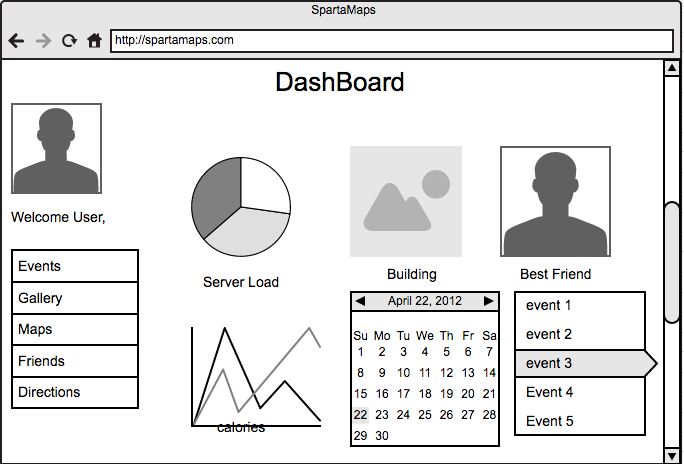 SpartaMaps
http://spartamaps.com
DashBoard
Welcome User,
Events
Gallery
Maps
Friends
Directions
Server Load
calories
Building
April 22, 2012
Su Mo Tu We Th Fr Sa
1 2 3 4 5 6 7
8 9 10 11 12 13 14
15 16 17 18 19 20 21
22 23 24 25 26 27 28
29 30
Best Friend
event 1
event 2
event 3
Event 4
Event 5